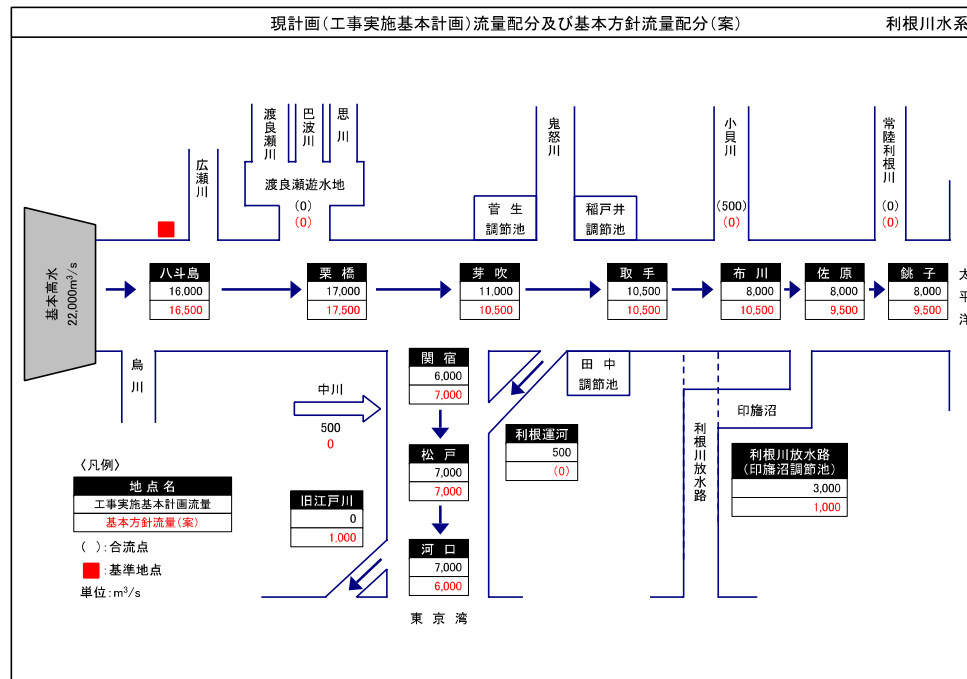 現計画(工事実施基本計画)流量配分及び基本方針流量配分(案)
利根川水系
渡良瀬川
巴波川
思川
鬼怒川
小貝川
常陸利根川
広瀬川
渡良瀬遊水地
(0)
(0)
菅生
調節池
稲戸井
調節池
(500)
(0)
(0)
(0)
基本高水
22,000m³/s
八斗島
16,000
16,500
栗橋
17,000
17,500
芽吹
11,000
10,500
取手
10,500
10,500
布川
8,000
10,500
佐原
8,000
9,500
銚子
8,000
9,500
太平洋
烏川
関宿
6,000
7,000
田中
調節池
中川
500
0
印旛沼
利根運河
500
(0)
利根川放水路
松戸
7,000
7,000
利根川放水路
(印旛沼調節池)
3,000
1,000
〈凡例〉
地点名
工事実施基本計画流量
基本方針流量(案)
( ):合流点
:基準地点
単位:m³/s
旧江戸川
0
1,000
河口
7,000
6,000
東京湾